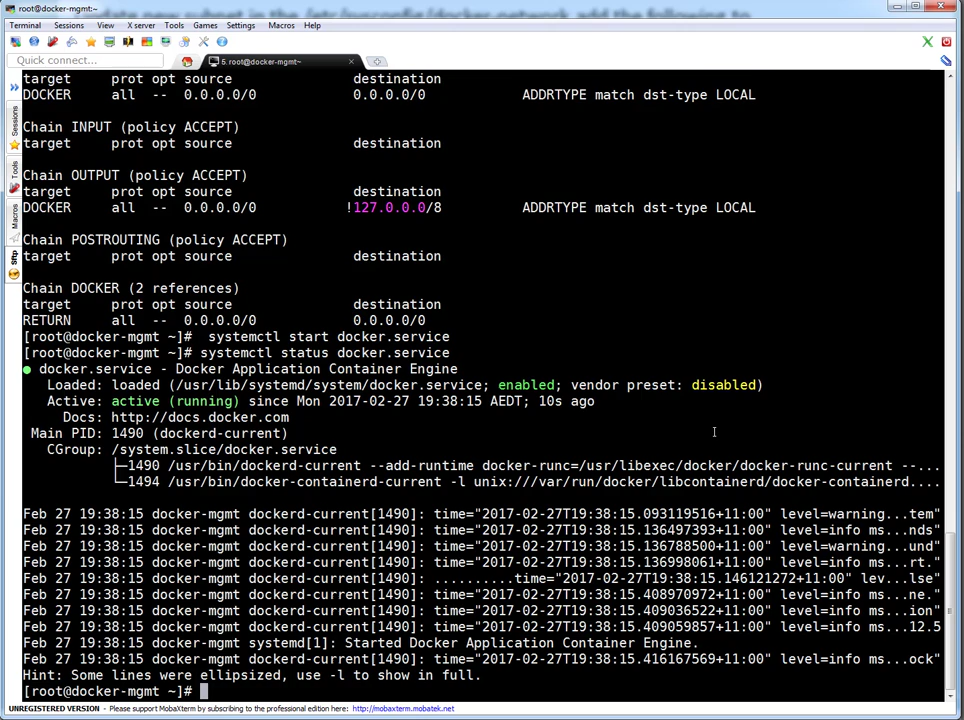 root@docker-mgmt:~
Terminal Sessions View X server Tools Games Settings Macros Help
Quick connect...
5. root@docker-mgmt~
Sessions
Tools
Macros
Sftp
target     prot opt source               destination
DOCKER     all  --  0.0.0.0/0            0.0.0.0/0            ADDRTYPE match dst-type LOCAL
Chain INPUT (policy ACCEPT)
target     prot opt source               destination
Chain OUTPUT (policy ACCEPT)
target     prot opt source               destination
DOCKER     all  --  0.0.0.0/0           !127.0.0.0/8          ADDRTYPE match dst-type LOCAL
Chain POSTROUTING (policy ACCEPT)
target     prot opt source               destination
Chain DOCKER (2 references)
target     prot opt source               destination
RETURN     all  --  0.0.0.0/0            0.0.0.0/0
[root@docker-mgmt ~]#  systemctl start docker.service
[root@docker-mgmt ~]# systemctl status docker.service
● docker.service - Docker Application Container Engine
Loaded: loaded (/usr/lib/systemd/system/docker.service; enabled; vendor preset: disabled)
Active: active (running) since Mon 2017-02-27 19:38:15 AEDT; 10s ago
Docs: http://docs.docker.com
Main PID: 1490 (dockerd-current)
CGroup: /system.slice/docker.service
├─1490 /usr/bin/dockerd-current --add-runtime docker-runc=/usr/libexec/docker/docker-runc-current --...
└─1494 /usr/bin/docker-containerd-current -l unix:///var/run/docker/libcontainerd/docker-containerd....
Feb 27 19:38:15 docker-mgmt dockerd-current[1490]: time="2017-02-27T19:38:15.093119516+11:00" level=warning...tem"
Feb 27 19:38:15 docker-mgmt dockerd-current[1490]: time="2017-02-27T19:38:15.136497393+11:00" level=info ms...nds"
Feb 27 19:38:15 docker-mgmt dockerd-current[1490]: time="2017-02-27T19:38:15.136788500+11:00" level=warning...und"
Feb 27 19:38:15 docker-mgmt dockerd-current[1490]: time="2017-02-27T19:38:15.136998061+11:00" level=info ms...rt."
Feb 27 19:38:15 docker-mgmt dockerd-current[1490]: ..........time="2017-02-27T19:38:15.146121272+11:00" lev...lse"
Feb 27 19:38:15 docker-mgmt dockerd-current[1490]: time="2017-02-27T19:38:15.408970972+11:00" level=info ms...ne."
Feb 27 19:38:15 docker-mgmt dockerd-current[1490]: time="2017-02-27T19:38:15.409036522+11:00" level=info ms...ion"
Feb 27 19:38:15 docker-mgmt dockerd-current[1490]: time="2017-02-27T19:38:15.409059857+11:00" level=info ms...12.5
Feb 27 19:38:15 docker-mgmt systemd[1]: Started Docker Application Container Engine.
Feb 27 19:38:15 docker-mgmt dockerd-current[1490]: time="2017-02-27T19:38:15.416167569+11:00" level=info ms...ock"
Hint: Some lines were ellipsized, use -l to show in full.
[root@docker-mgmt ~]#
UNREGISTERED VERSION - Please support MobaXterm by subscribing to the professional edition here: http://mobaxterm.mobatek.net